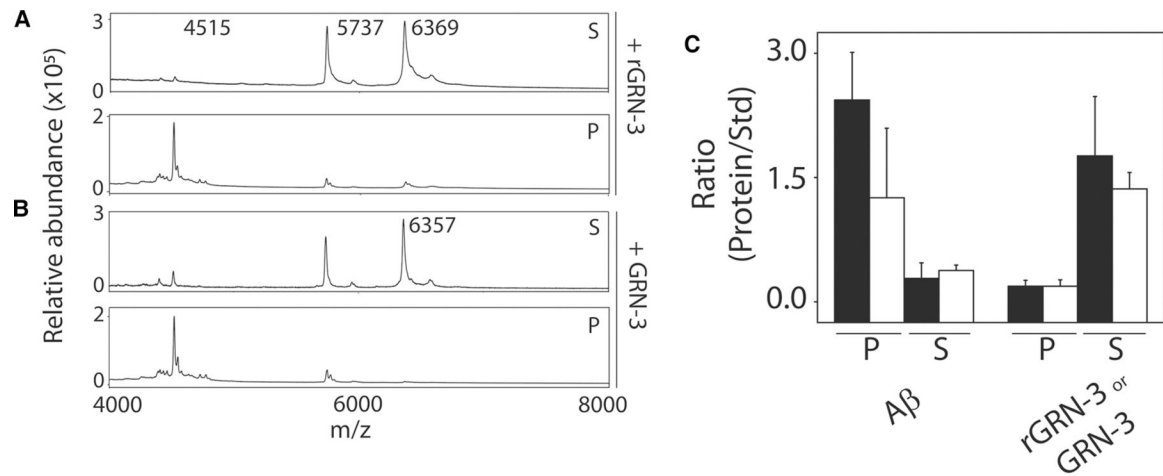 A
Relative abundance (x10⁵)
3
0
4515
5737
6369
S
2
0
P
+ rGRN-3
B
3
0
6357
S
2
0
P
+ GRN-3
4000
6000
8000
m/z
C
Ratio
(Protein/Std)
3.0
1.5
0.0
P
S
P
S
Aβ
rGRN-3 or
GRN-3